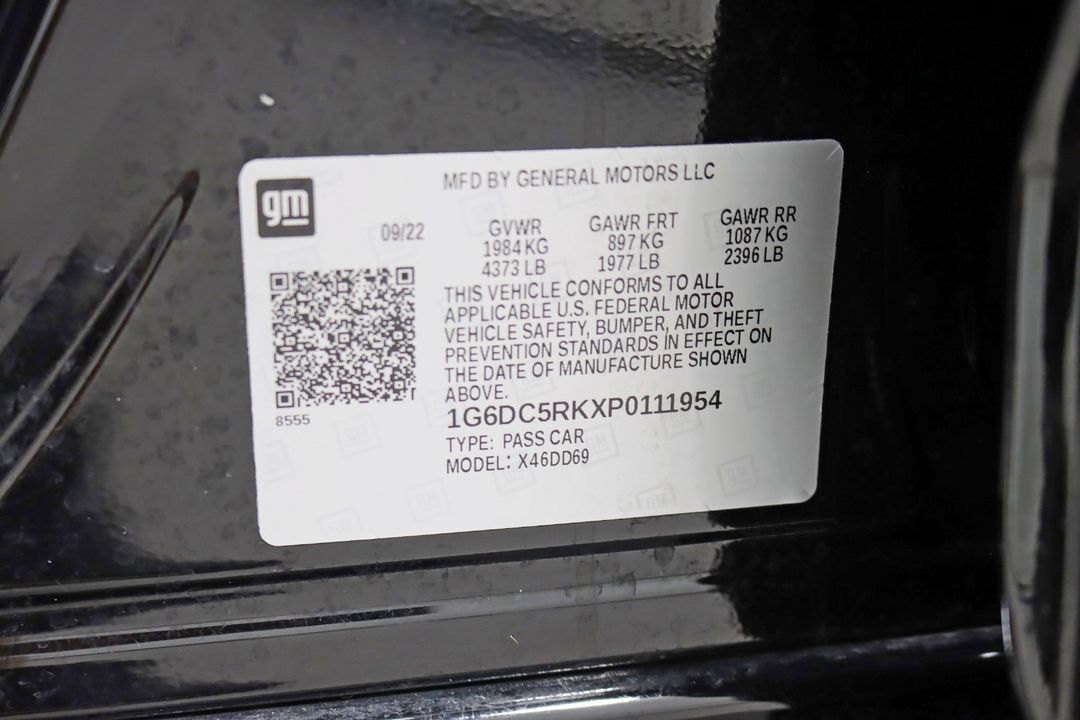 gm
MFD BY GENERAL MOTORS LLC
09/22
GVWR
1984 KG
4373 LB
GAWR FRT
897 KG
1977 LB
GAWR RR
1087 KG
2396 LB
THIS VEHICLE CONFORMS TO ALL
APPLICABLE U.S. FEDERAL MOTOR
VEHICLE SAFETY, BUMPER, AND THEFT
PREVENTION STANDARDS IN EFFECT ON
THE DATE OF MANUFACTURE SHOWN
ABOVE.
8555
1G6DC5RKXP0111954
TYPE: PASS CAR
MODEL: X46DD69